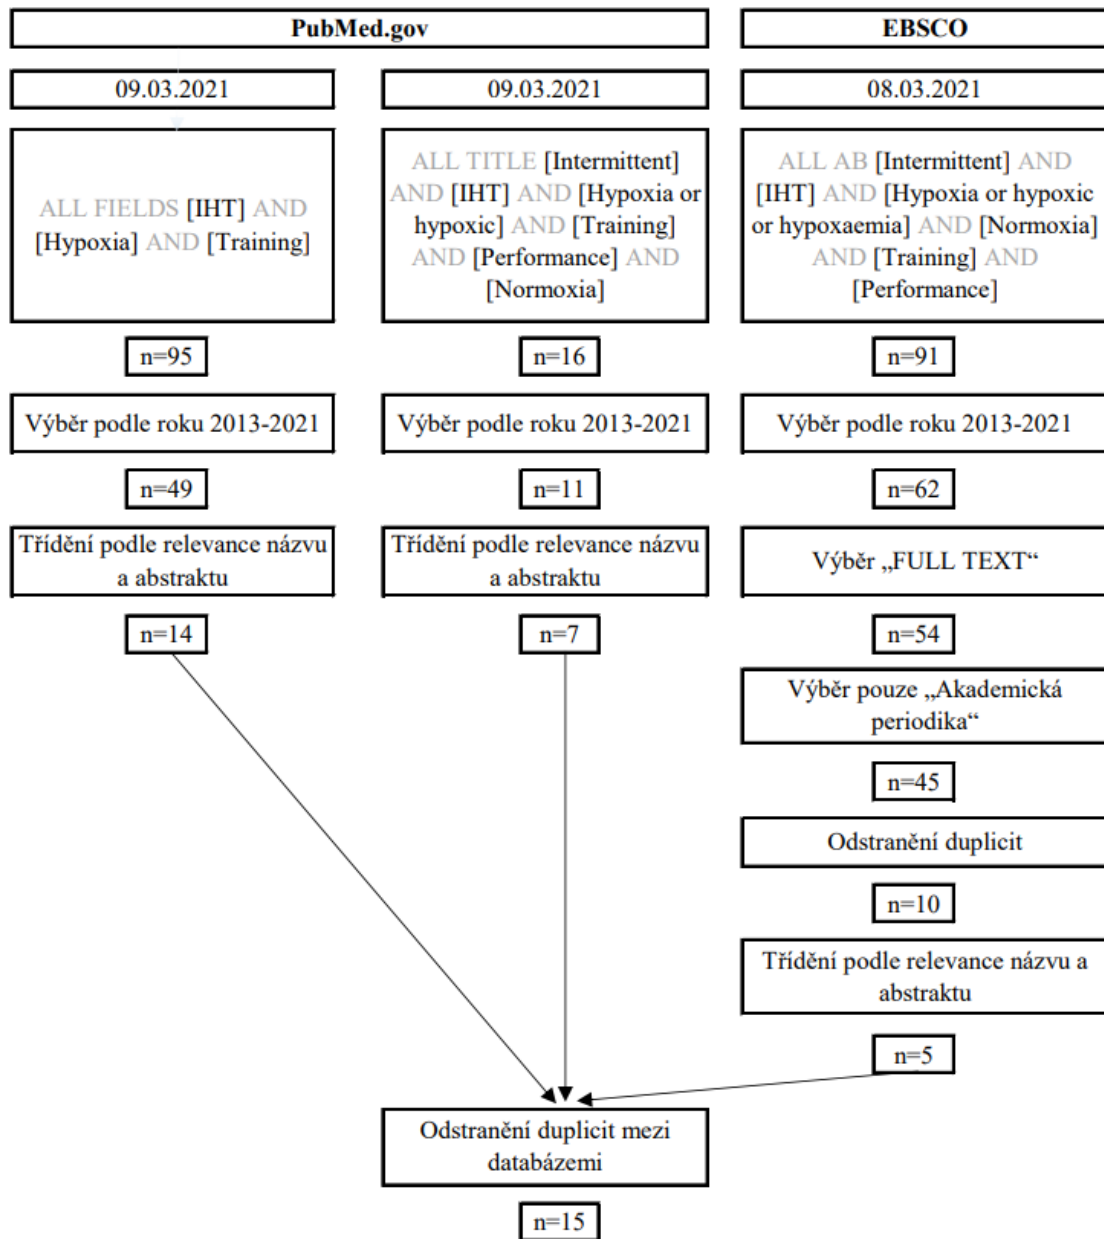 PubMed.gov
EBSCO
09.03.2021
09.03.2021
08.03.2021
ALL FIELDS [IHT] AND
[Hypoxia] AND [Training]
ALL TITLE [Intermittent]
AND [IHT] AND [Hypoxia or
hypoxic] AND [Training]
AND [Performance] AND
[Normoxia]
ALL AB [Intermittent] AND
[IHT] AND [Hypoxia or hypoxic
or hypoxaemia] AND [Normoxia]
AND [Training] AND
[Performance]
n=95
n=16
n=91
Výběr podle roku 2013-2021
Výběr podle roku 2013-2021
Výběr podle roku 2013-2021
n=49
n=11
n=62
Třídění podle relevance názvu
a abstraktu
Třídění podle relevance názvu
a abstraktu
Výběr „FULL TEXT“
n=14
n=7
n=54
Výběr pouze „Akademická
periodika“
n=45
Odstranění duplicit
n=10
Třídění podle relevance názvu a
abstraktu
n=5
Odstranění duplicit mezi
databázemi
n=15